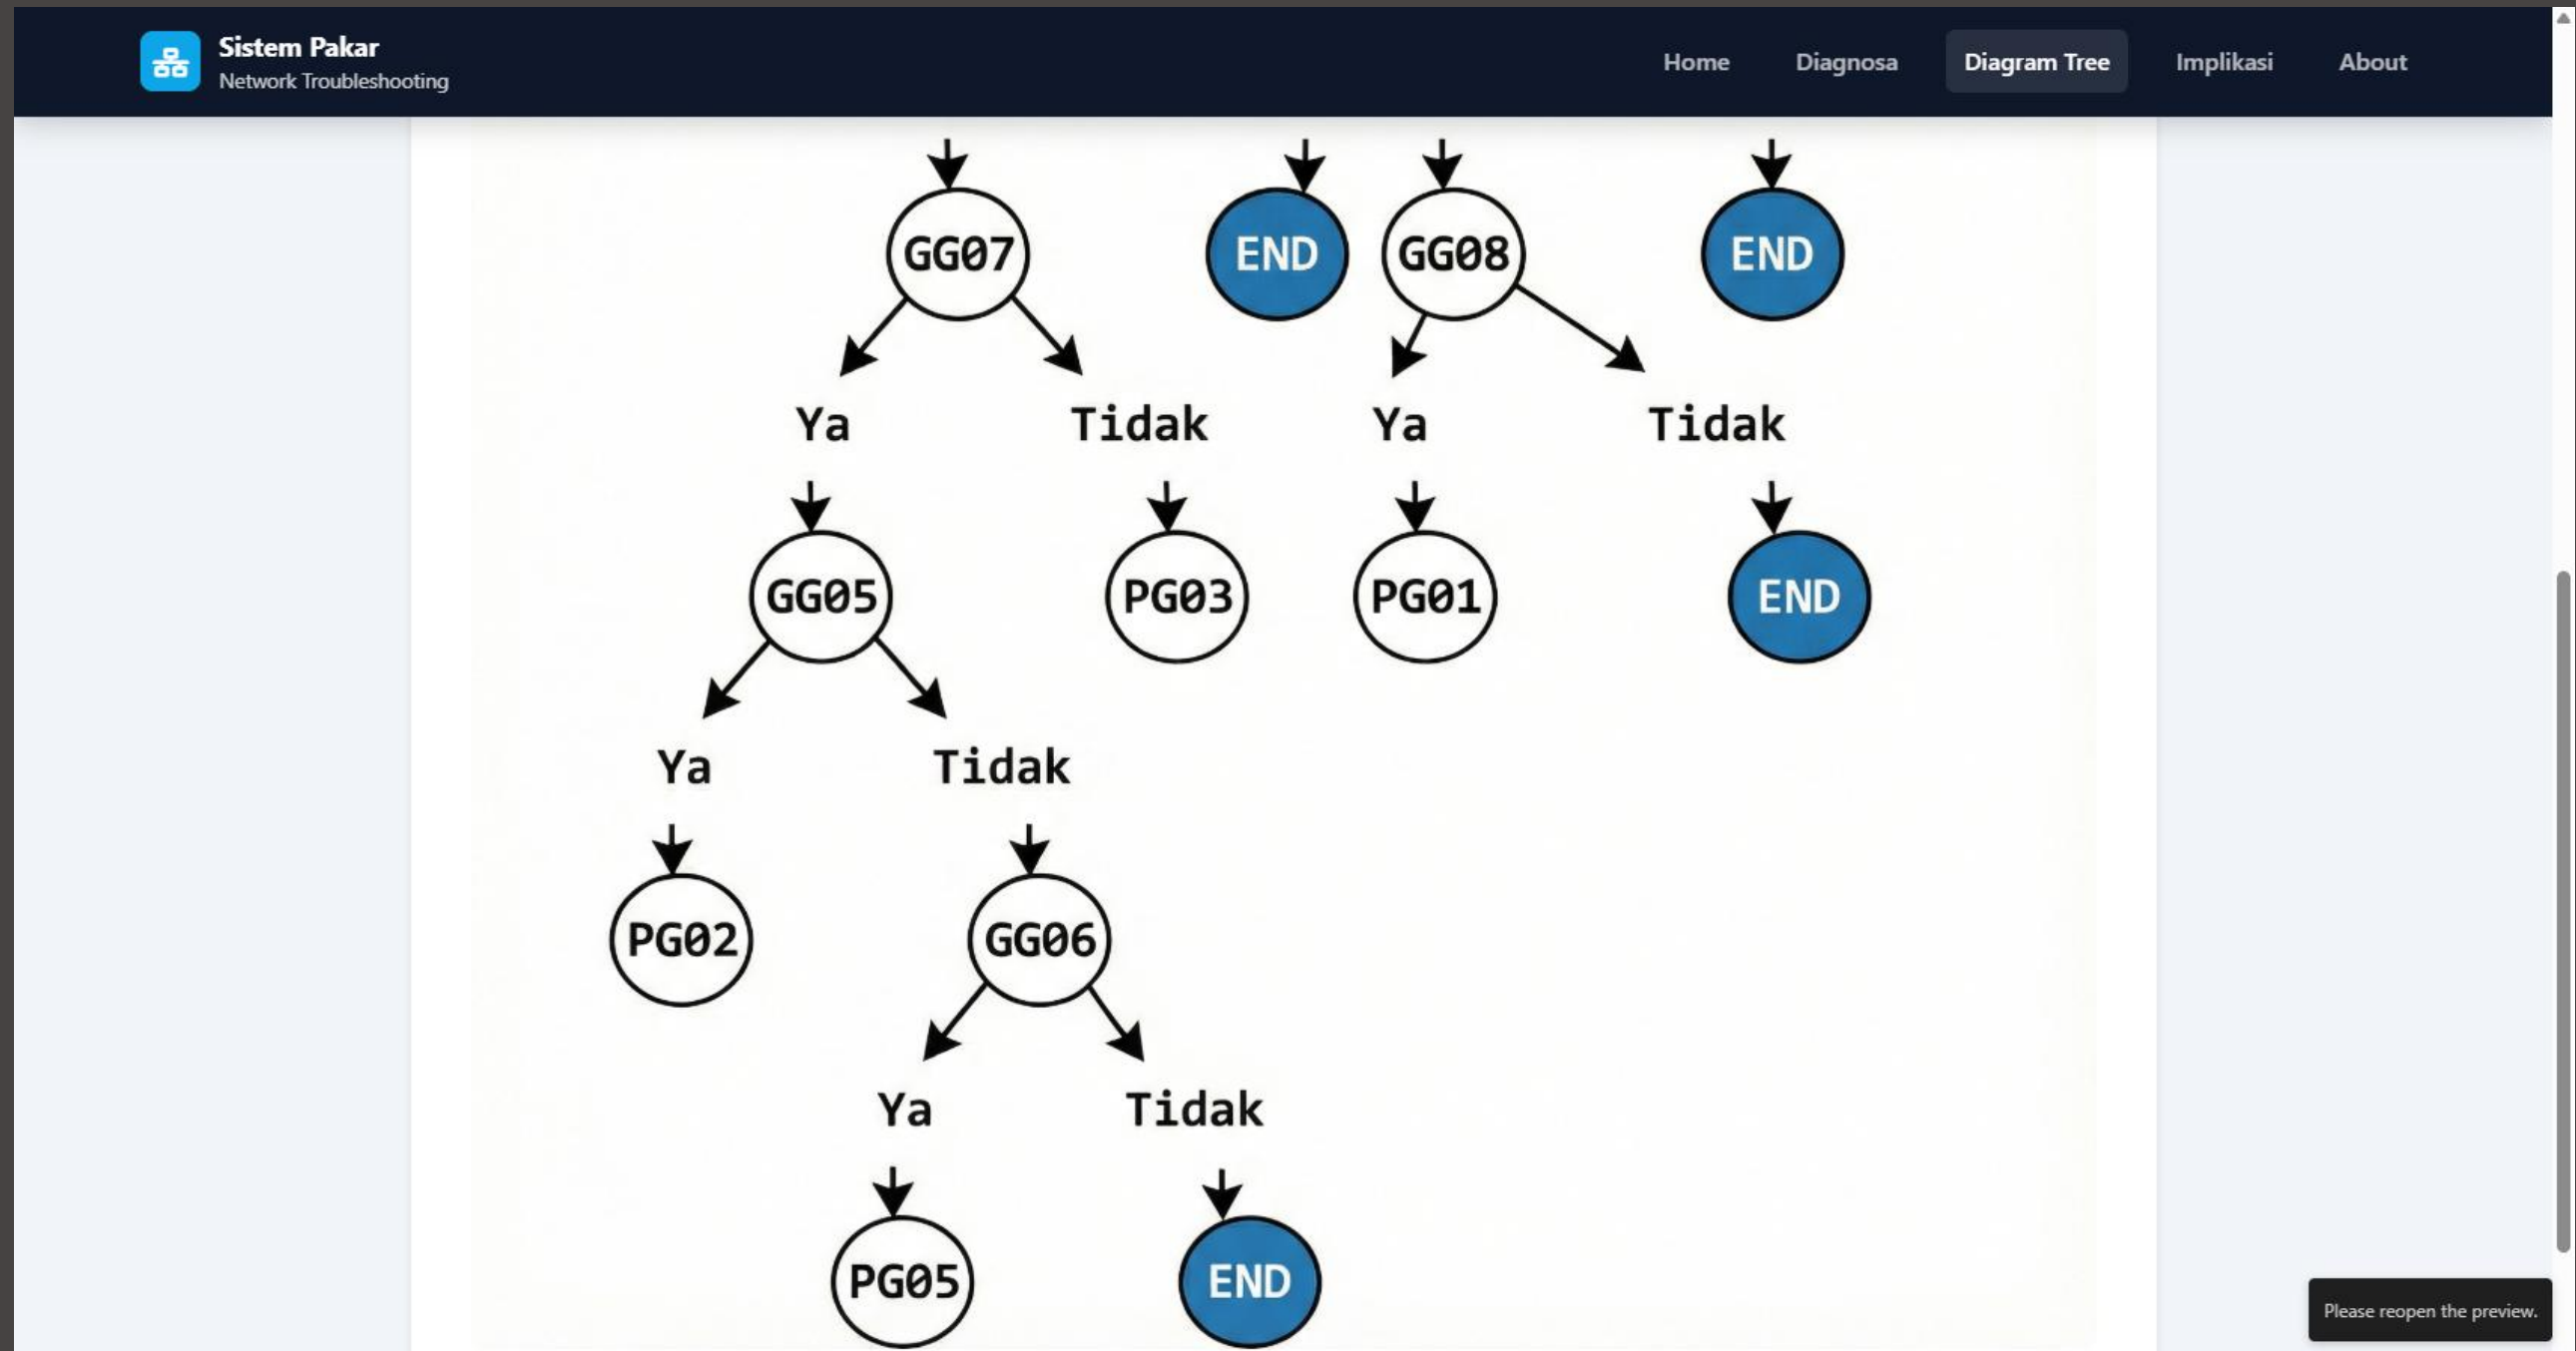 Sistem Pakar
Network Troubleshooting
Home Diagnosa Diagram Tree Implikasi About
GG07 END GG08 END
Ya Tidak Ya Tidak
GG05 PG03 PG01 END
Ya Tidak
PG02 GG06
Ya Tidak
PG05 END
Please reopen the preview.